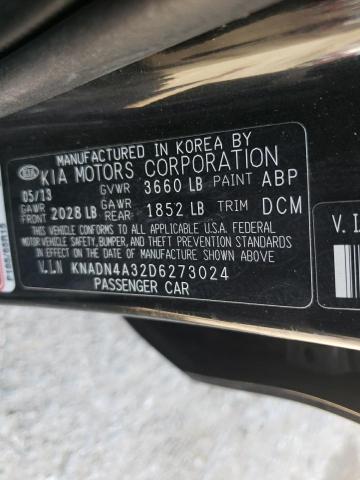 MANUFACTURED IN KOREA BY
KIA KIA MOTORS CORPORATION
05/13 GVWR 3660 LB PAINT ABP
GAWR FRONT 2028 LB GAWR REAR 1852 LB TRIM DCM
THIS VEHICLE CONFORMS TO ALL APPLICABLE U.S.A. FEDERAL
MOTOR VEHICLE SAFETY, BUMPER, AND THEFT PREVENTION STANDARDS
IN EFFECT ON THE DATE OF MANUFACTURE SHOWN ABOVE
V.I.N KNADN4A32D6273024
PASSENGER CAR
V.I.